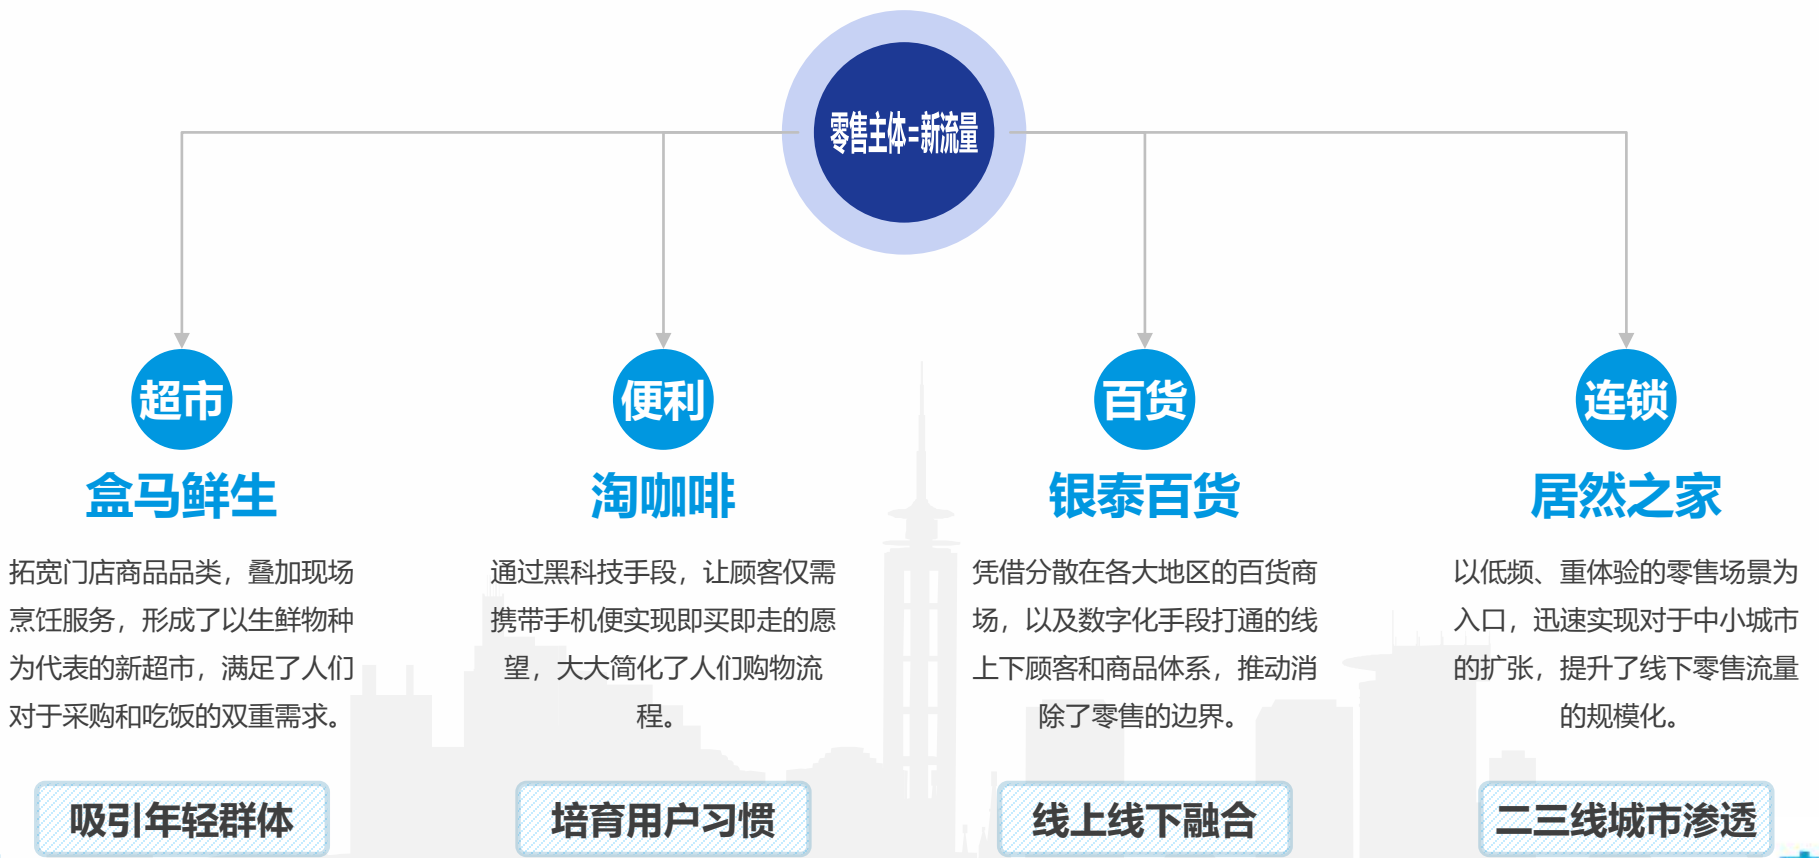 零售主体=新流量
超市
盒马鲜生
拓宽门店商品品类，叠加现场
烹饪服务，形成了以生鲜物种
为代表的新超市，满足了人们
对于采购和吃饭的双重需求。
吸引年轻群体
便利
淘咖啡
通过黑科技手段，让顾客仅需
携带手机便实现即买即走的愿
望，大大简化了人们购物流
程。
培育用户习惯
百货
银泰百货
凭借分散在各大地区的百货商
场，以及数字化手段打通的线
上下顾客和商品体系，推动消
除了零售的边界。
线上线下融合
连锁
居然之家
以低频、重体验的零售场景为
入口，迅速实现对于中小城市
的扩张，提升了线下零售流量
的规模化。
二三线城市渗透